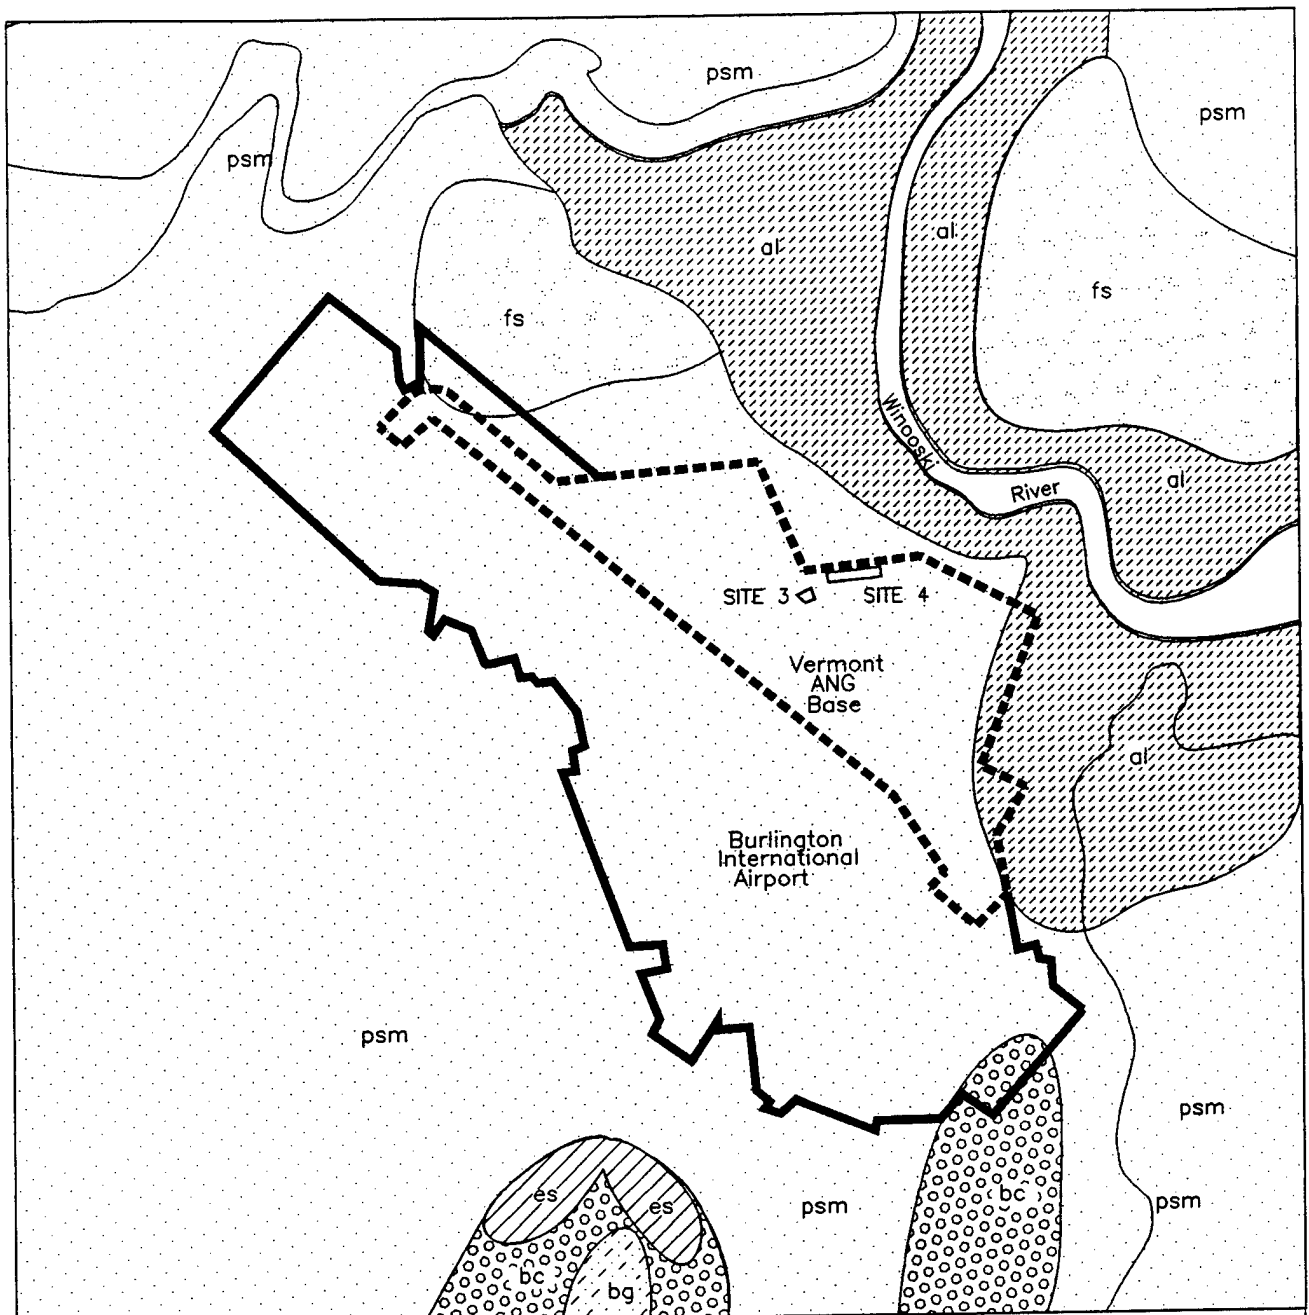 psm
psm
psm
al
al
fs
fs
Winooski
River
al
SITE 3
SITE 4
Vermont
ANG
Base
al
Burlington
International
Airport
psm
psm
es
es
psm
bc
psm
bc
bg